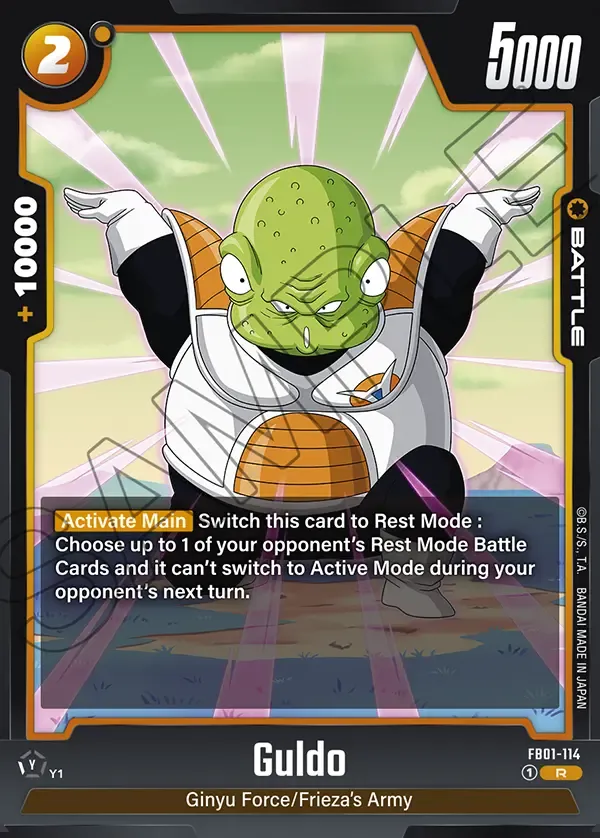 2
5000
+ 10000
BATTLE
SAMPLE
Activate Main Switch this card to Rest Mode :
Choose up to 1 of your opponent's Rest Mode Battle
Cards and it can't switch to Active Mode during your
opponent's next turn.
©B.S./S., T.A. BANDAI MADE IN JAPAN
Guldo
FB01-114
Y Y1
1 R
Ginyu Force/Frieza's Army